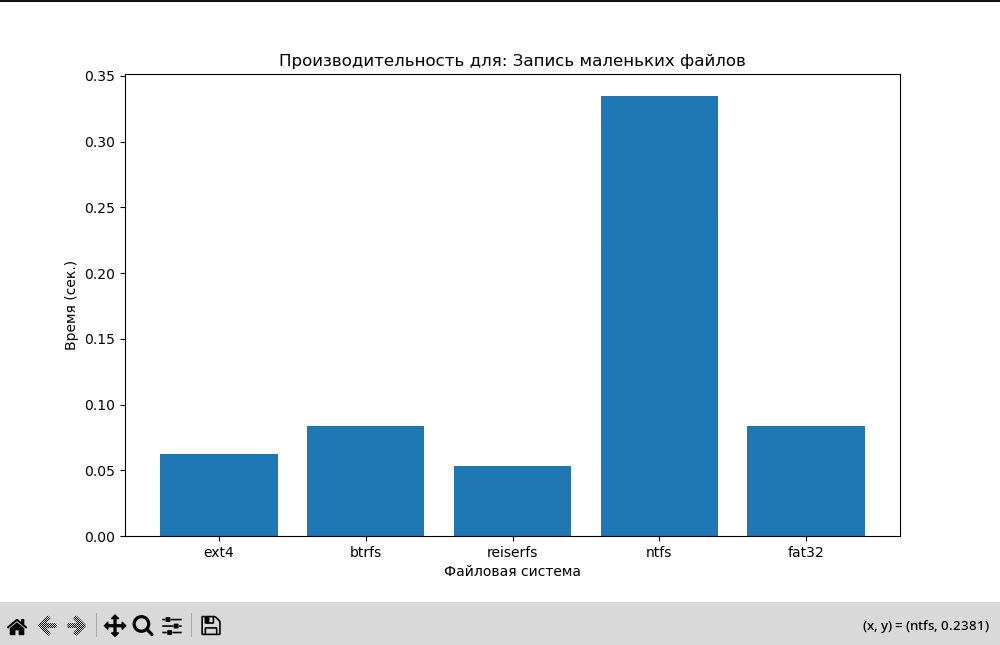 Производительность для: Запись маленьких файлов
0.35
0.30
0.25
0.20
0.15
0.10
0.05
0.00
Время (сек.)
ext4 btrfs reiserfs ntfs fat32
Файловая система
(x, y) = (ntfs, 0.2381)